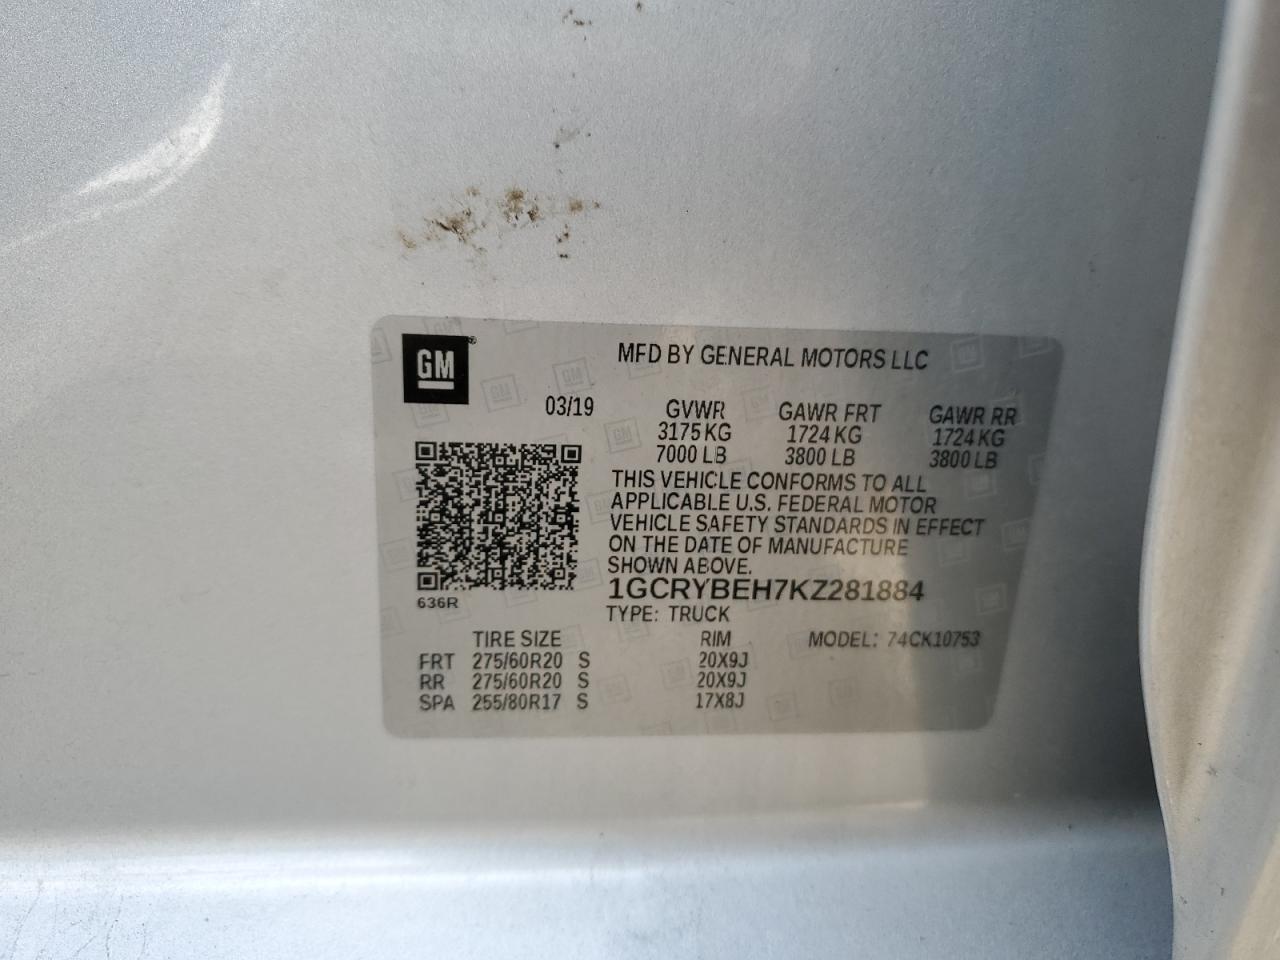 GM®
MFD BY GENERAL MOTORS LLC
03/19
GVWR GAWR FRT GAWR RR
3175 KG 1724 KG 1724 KG
7000 LB 3800 LB 3800 LB
THIS VEHICLE CONFORMS TO ALL
APPLICABLE U.S. FEDERAL MOTOR
VEHICLE SAFETY STANDARDS IN EFFECT
ON THE DATE OF MANUFACTURE
SHOWN ABOVE.
1GCRYBEH7KZ281884
636R
TYPE: TRUCK
TIRE SIZE RIM MODEL: 74CK10753
FRT 275/60R20 S 20X9J
RR 275/60R20 S 20X9J
SPA 255/80R17 S 17X8J